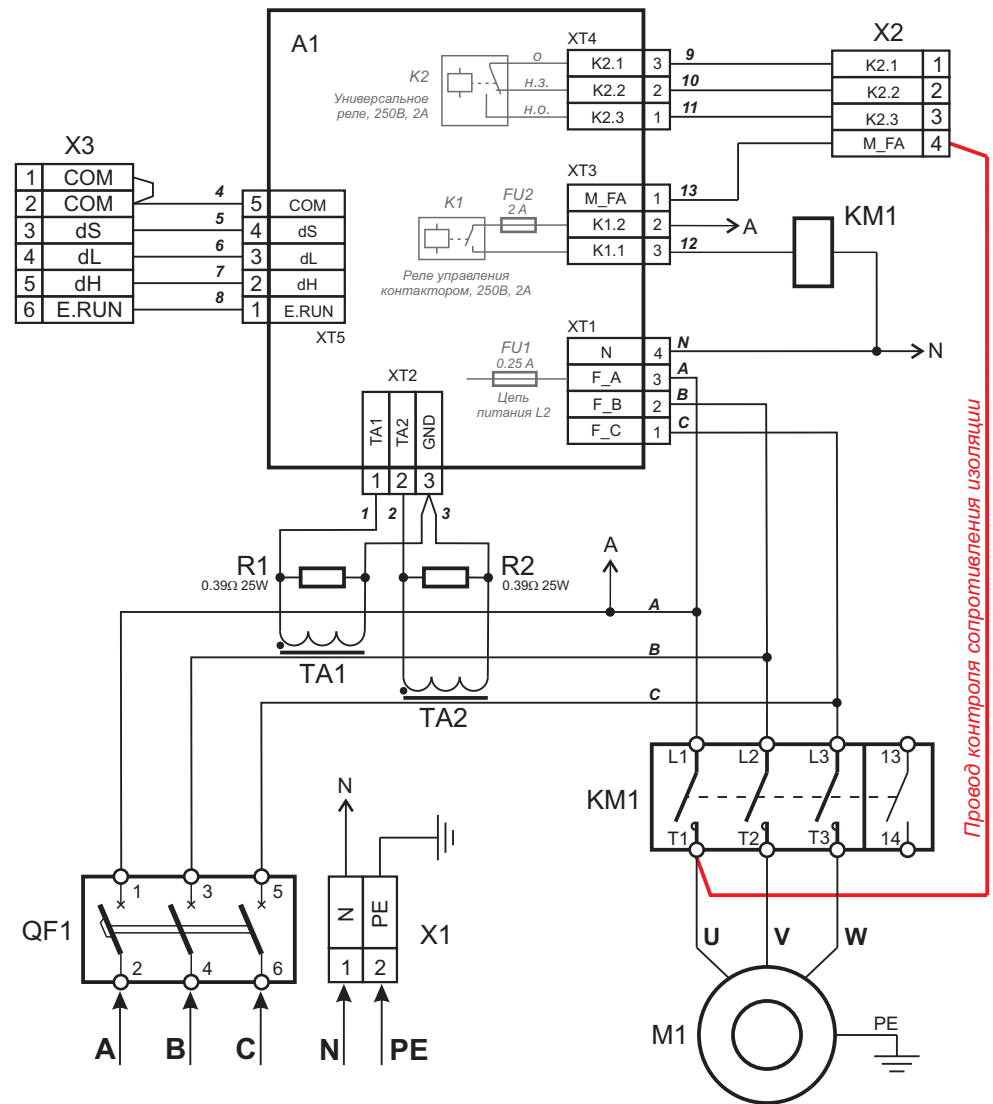 A1
XT4
X2
K2
о
K2.1 3
9
K2.1 1
н.з.
K2.2 2
10
K2.2 2
Универсальное
реле, 250В, 2А
н.о.
K2.3 1
11
K2.3 3
M_FA 4
X3
1 COM
2 COM
3 dS
4 dL
5 dH
6 E.RUN
4
5
6
7
8
5 COM
4 dS
3 dL
2 dH
1 E.RUN
XT5
XT3
K1
FU2
2 A
M_FA 1
13
K1.2 2
A
K1.1 3
12
KM1
Реле управления
контактором, 250В, 2А
XT1
FU1
0.25 A
Цепь
питания L2
N 4
N
N
F_A 3
A
F_B 2
B
F_C 1
C
XT2
TA1
TA2
GND
1 2 3
1 2 3
R1
0.39Ω 25W
R2
0.39Ω 25W
A
A
TA1
B
TA2
C
Провод контроля сопротивления изоляции
L1 L2 L3 13
KM1
T1 T2 T3 14
N
1 3 5
QF1
2 4 6
N
PE
1 2
X1
U V W
A B C N PE
M1
PE